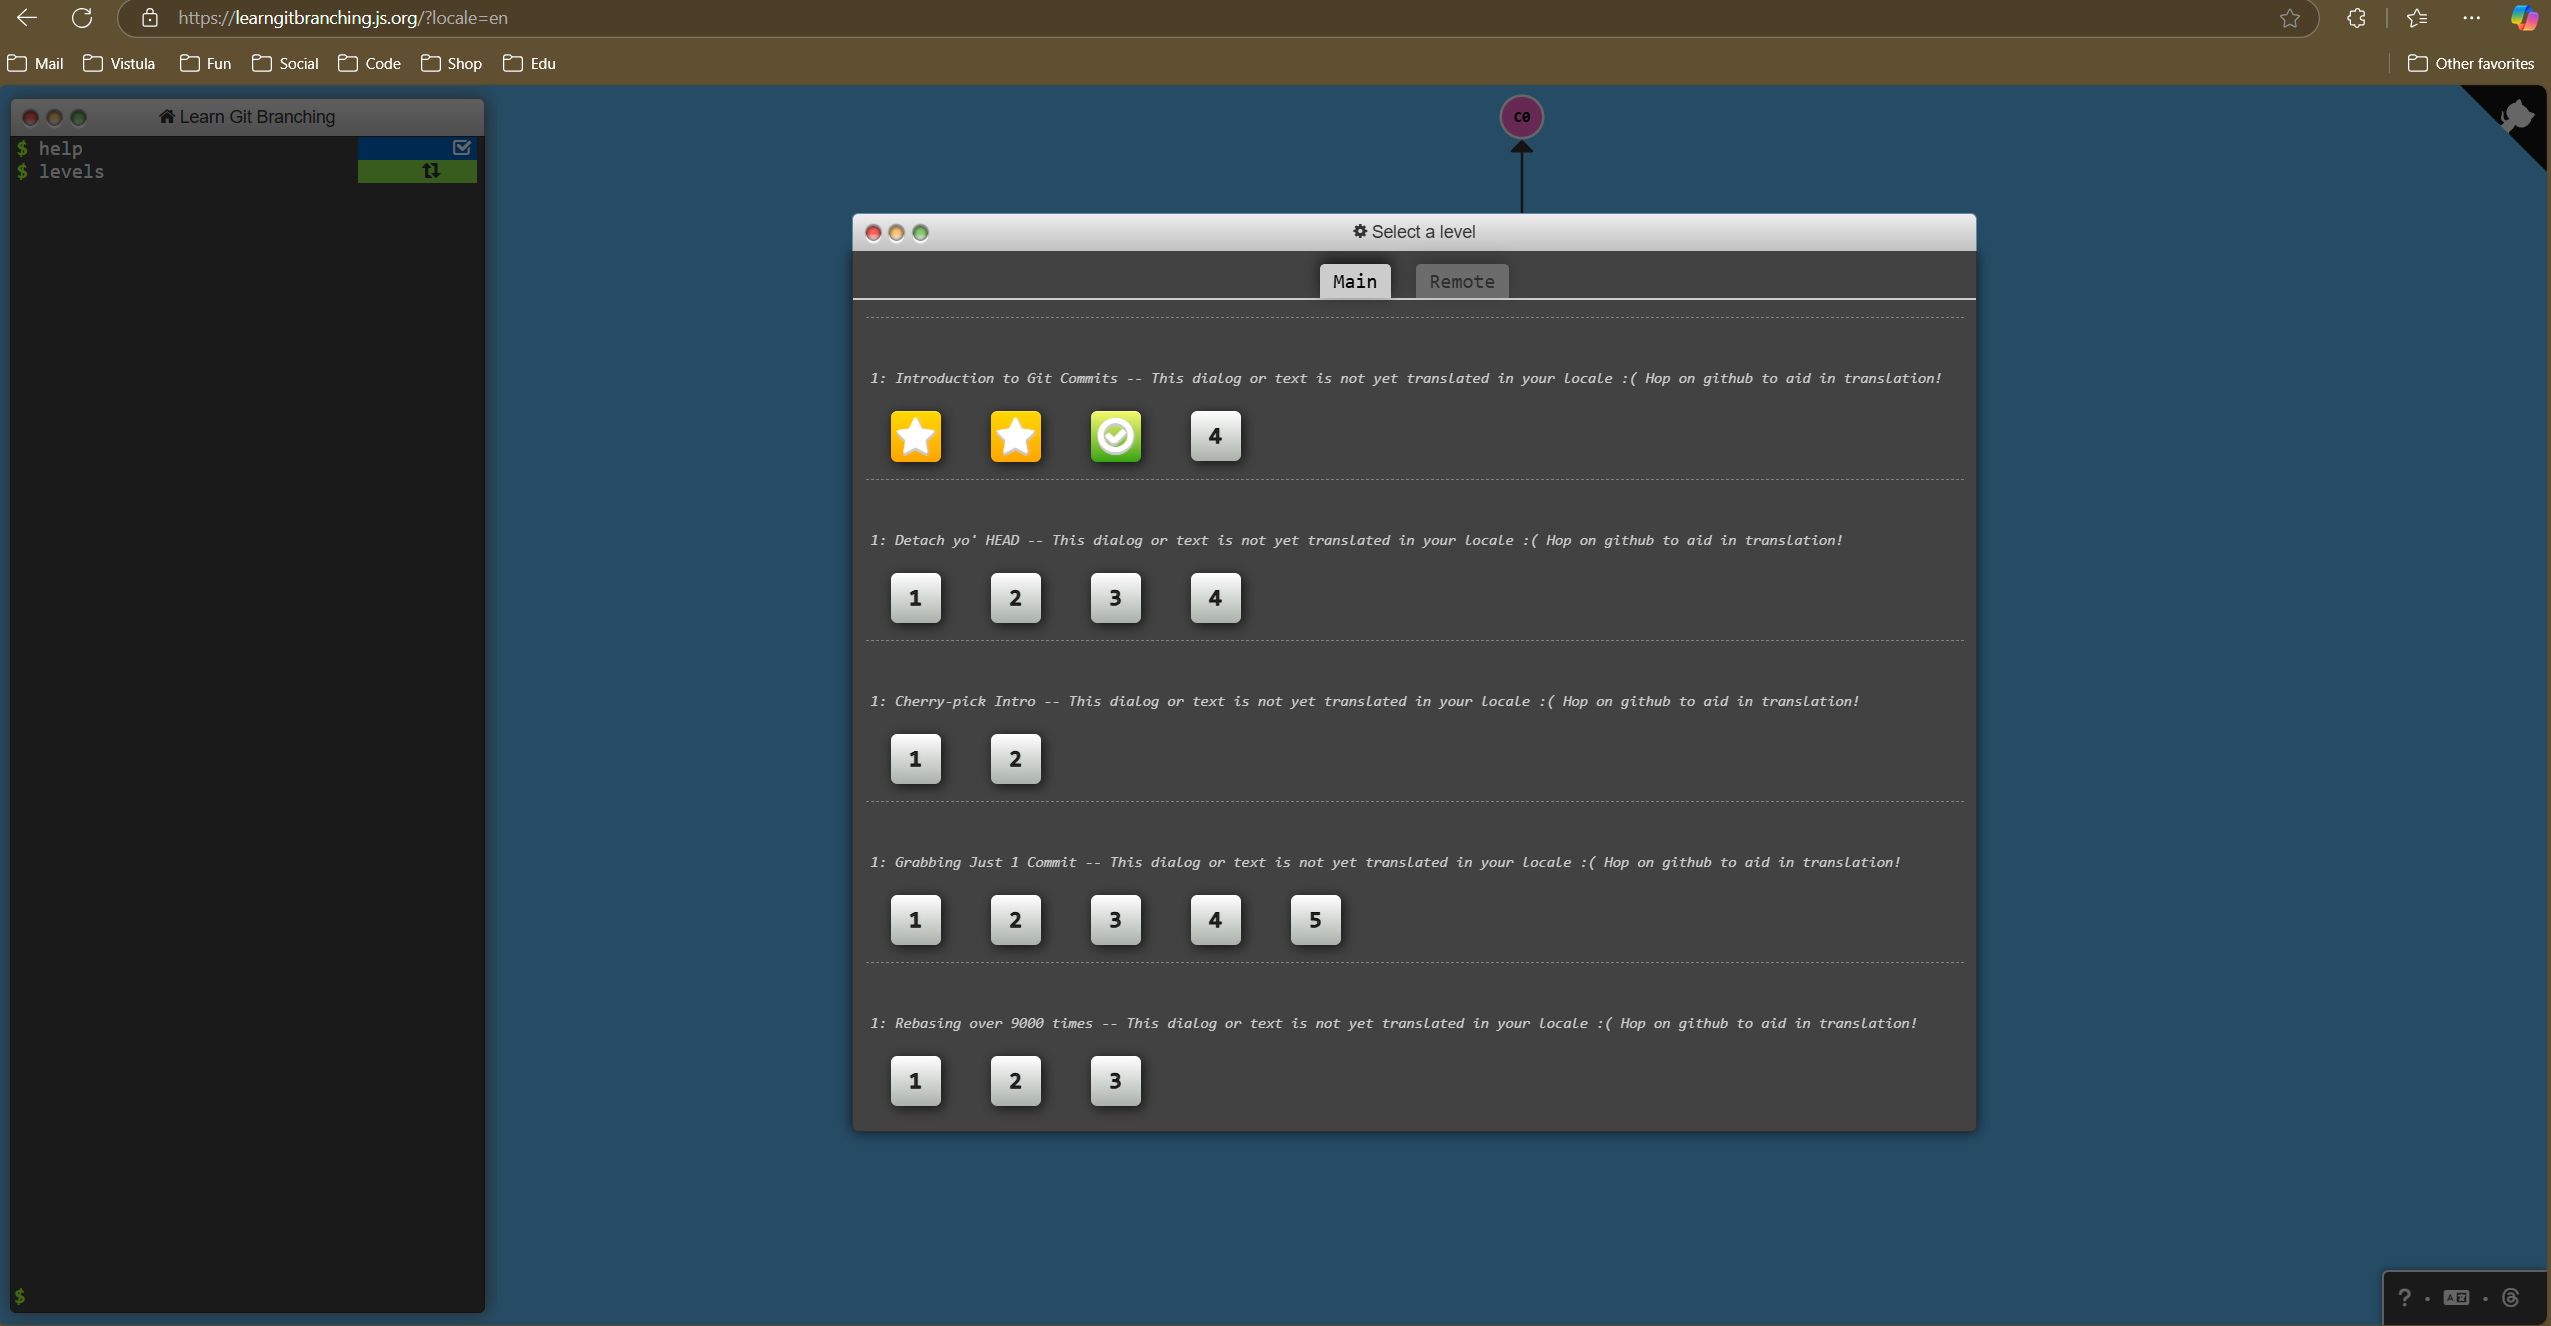 https://learngitbranching.js.org/?locale=en
Mail Vistula Fun Social Code Shop Edu Other favorites
Learn Git Branching
$ help
$ levels
$
C0
Select a level
Main Remote
1: Introduction to Git Commits -- This dialog or text is not yet translated in your locale :( Hop on github to aid in translation!
4
1: Detach yo' HEAD -- This dialog or text is not yet translated in your locale :( Hop on github to aid in translation!
1 2 3 4
1: Cherry-pick Intro -- This dialog or text is not yet translated in your locale :( Hop on github to aid in translation!
1 2
1: Grabbing Just 1 Commit -- This dialog or text is not yet translated in your locale :( Hop on github to aid in translation!
1 2 3 4 5
1: Rebasing over 9000 times -- This dialog or text is not yet translated in your locale :( Hop on github to aid in translation!
1 2 3
?